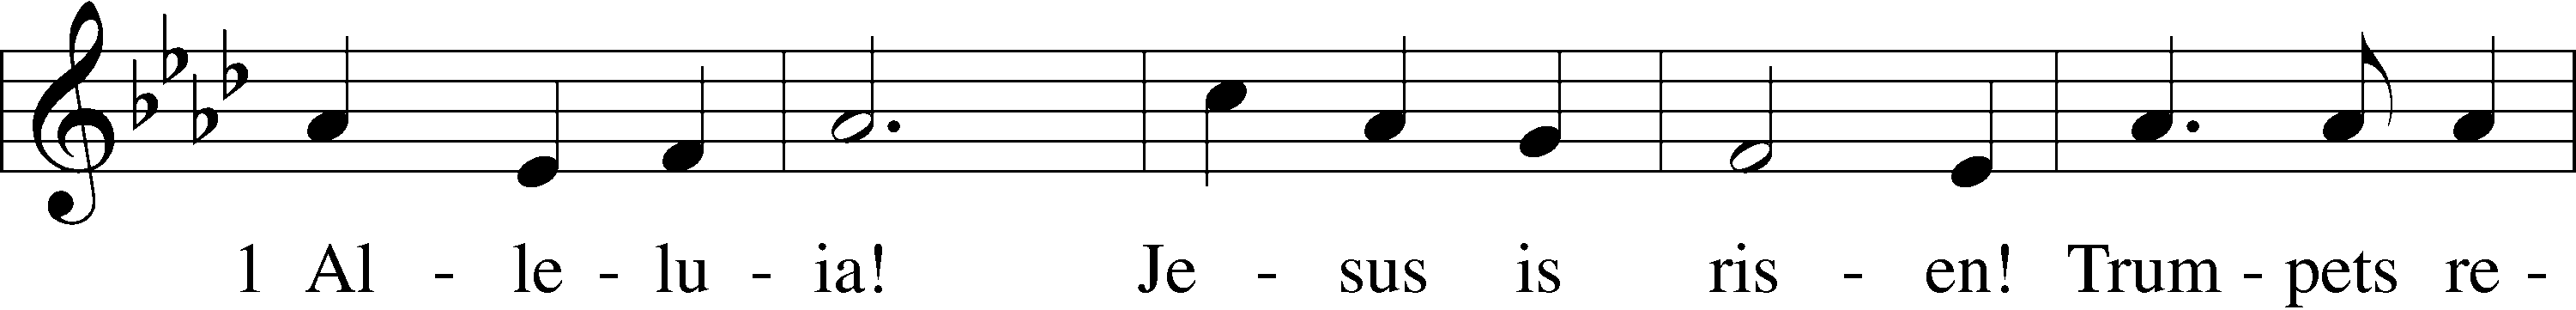 1 Al - le - lu - ia! Je - sus is ris - en! Trum - pets re -